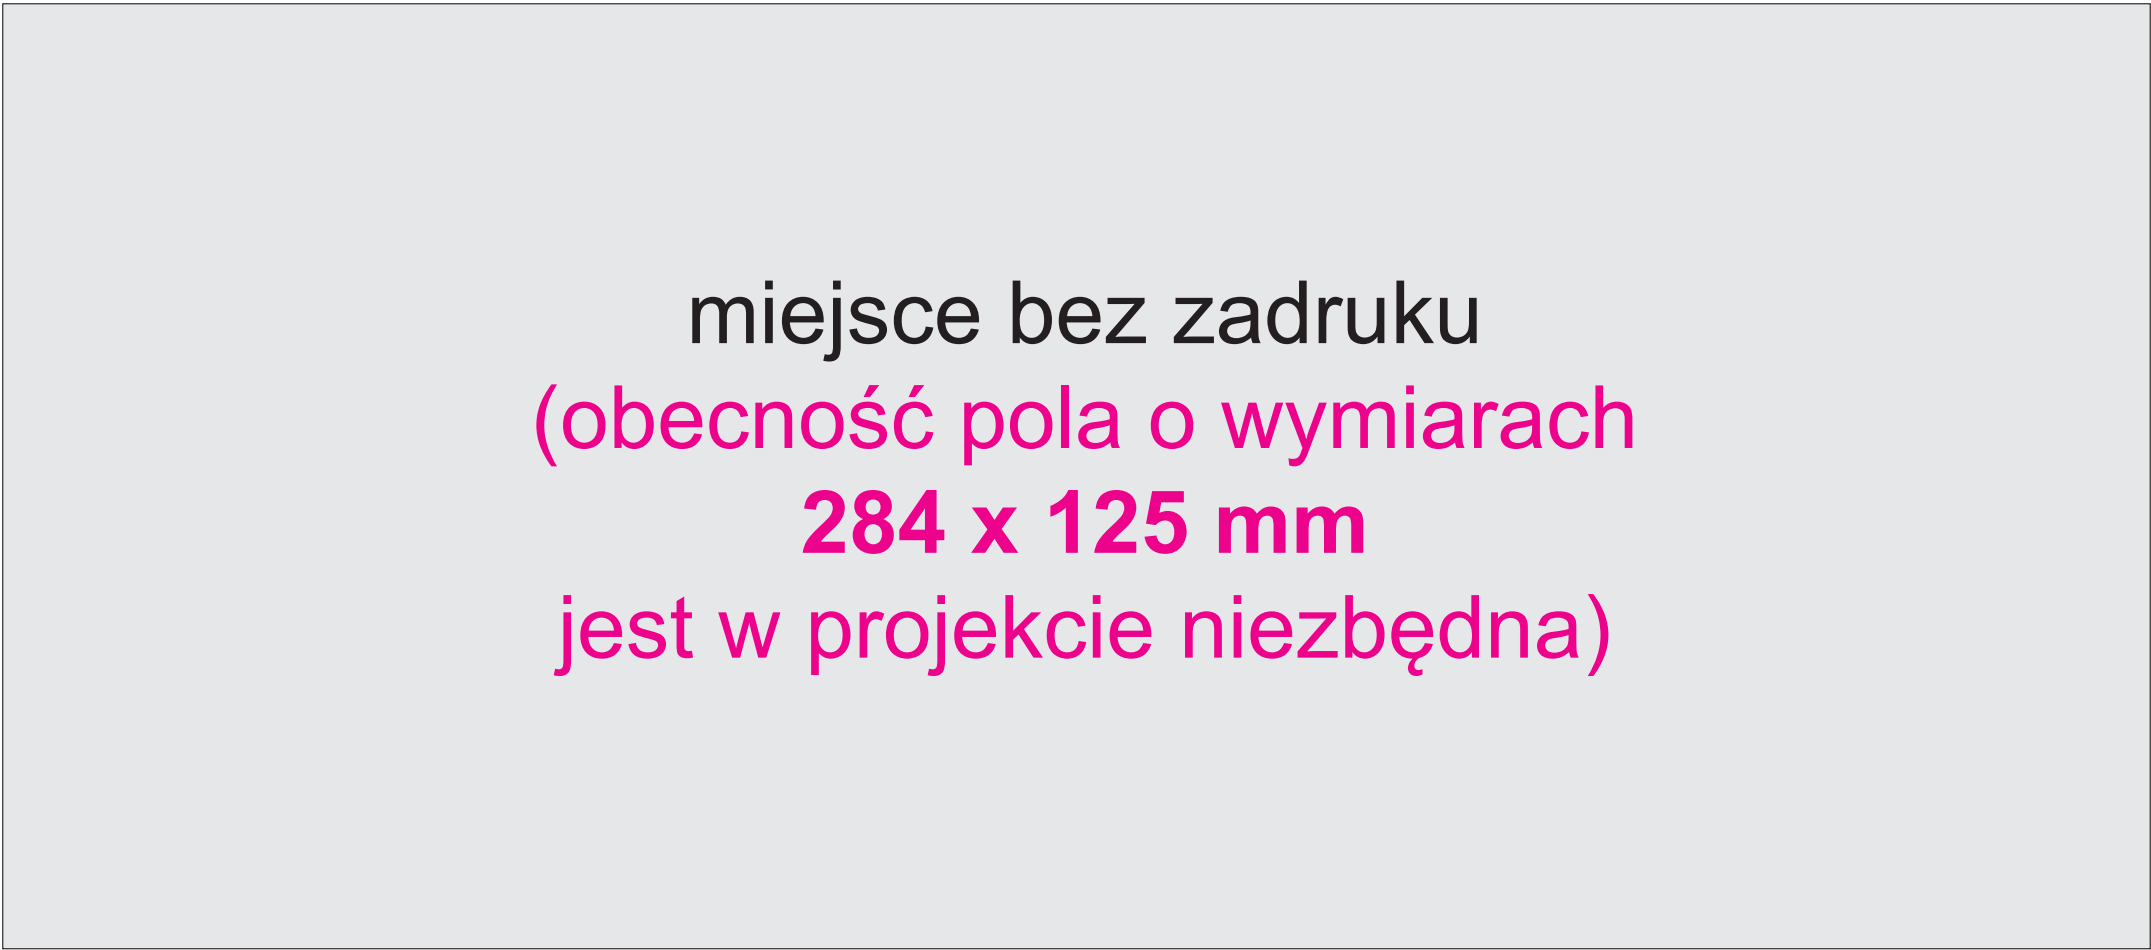 miejsce bez zadruku
(obecność pola o wymiarach
284 x 125 mm
jest w projekcie niezbędna)